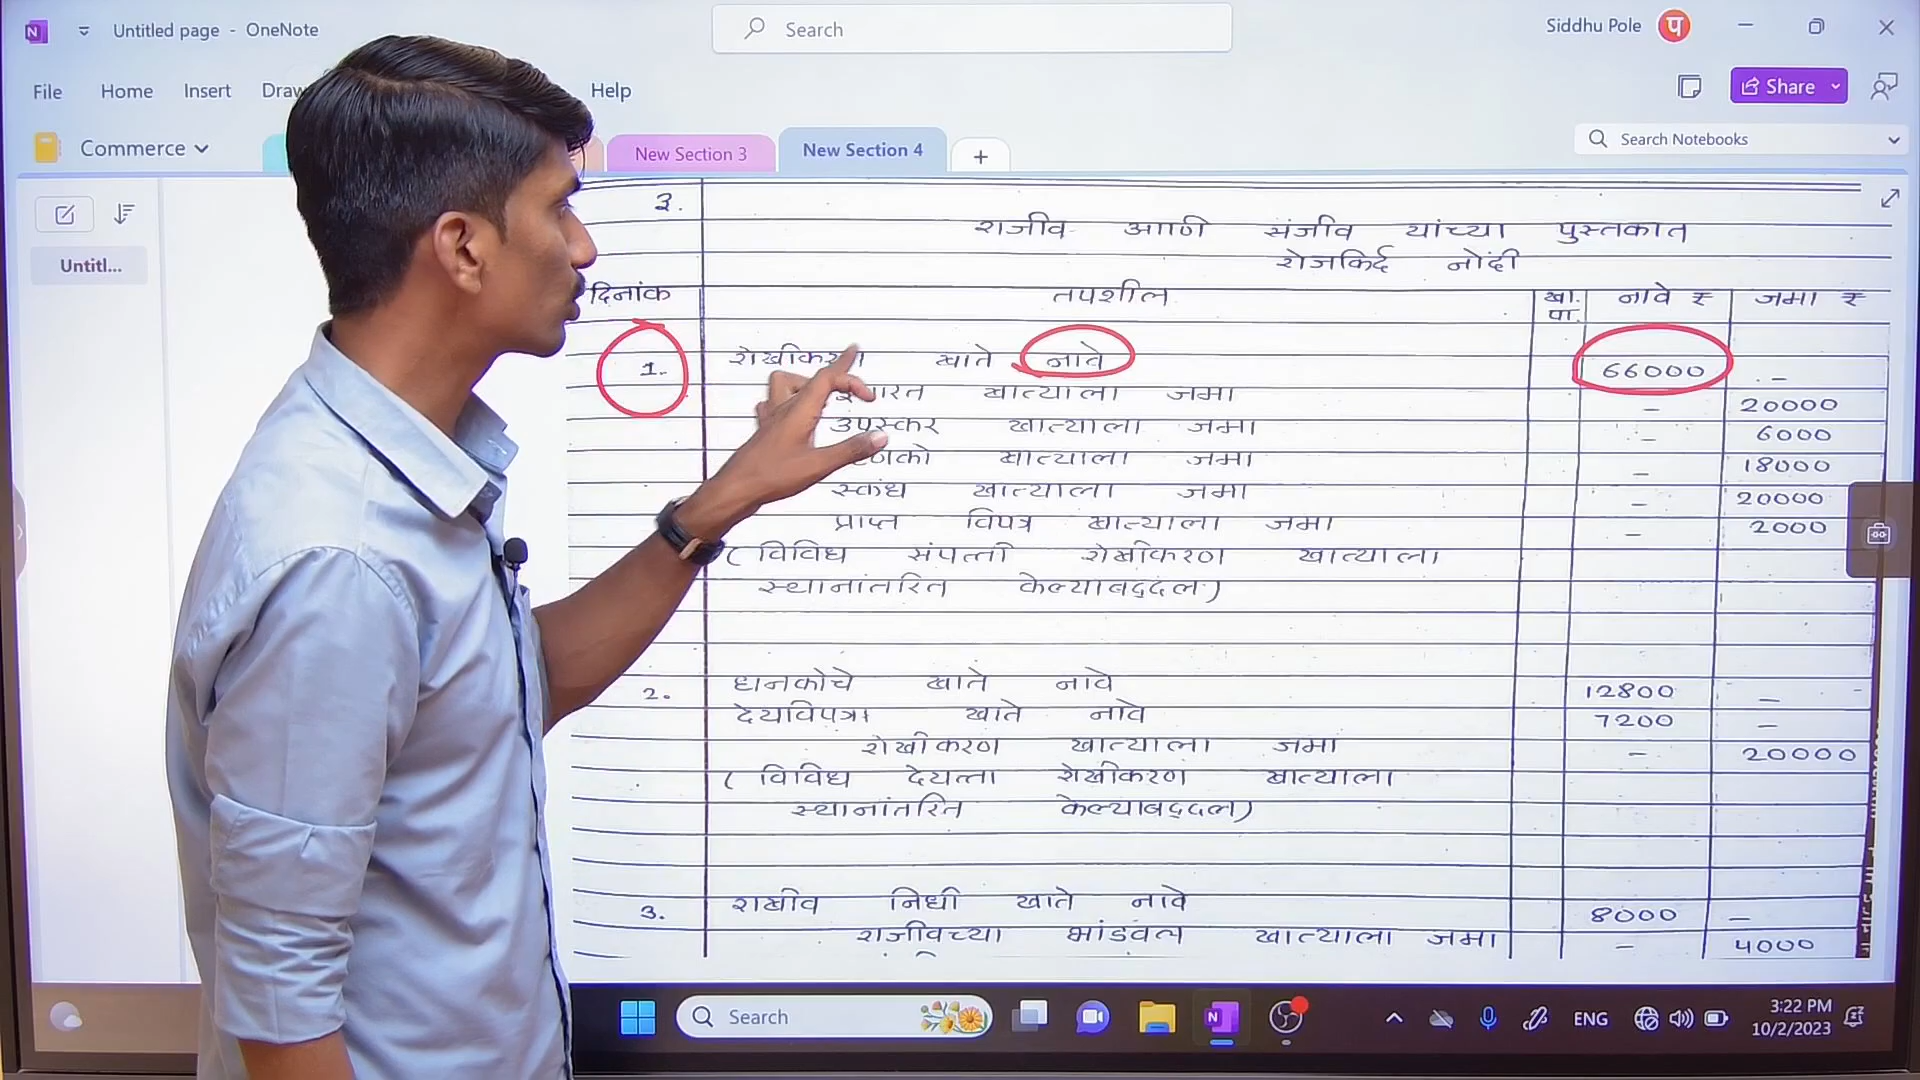 Untitled page - OneNote
Search
Siddhu Pole
प
File Home Insert Help
Share
Commerce
New Section 3
New Section 4
+
Search Notebooks
Untitl...
३.
राजीव आणि संजीव यांच्या पुस्तकात
रोजकिर्द नोंदी
दिनांक तपशील खा. पा. नावे ₹ जमा ₹
1. रोखीकरण खाते नावे 66000 -
खात्याला जमा - 20000
उपस्कर खात्याला जमा - 6000
खात्याला जमा - 18000
स्कंध खात्याला जमा - 20000
प्राप्त विपत्र खात्याला जमा - 2000
( विविध संपत्ती रोखीकरण खात्याला
स्थानांतरित केल्याबद्दल )
2. धनकोचे खाते नावे 12800 -
देयविपत्र खाते नावे 7200 -
रोखीकरण खात्याला जमा - 20000
( विविध देयत्ता रोखीकरण खात्याला
स्थानांतरित केल्याबद्दल)
3. राखीव निधी खाते नावे 8000 -
राजीवच्या भांडवल खात्याला जमा - 4000
Search
ENG
3:22 PM
10/2/2023